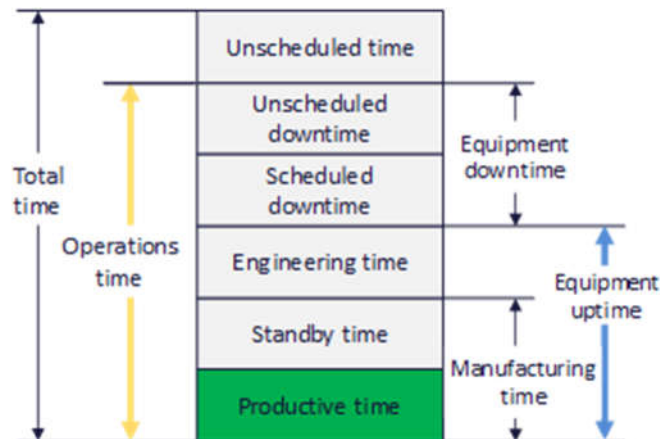 Unscheduled time
Unscheduled
downtime
Equipment
downtime
Total
time
Scheduled
downtime
Operations
time
Engineering time
Equipment
uptime
Standby time
Manufacturing
time
Productive time